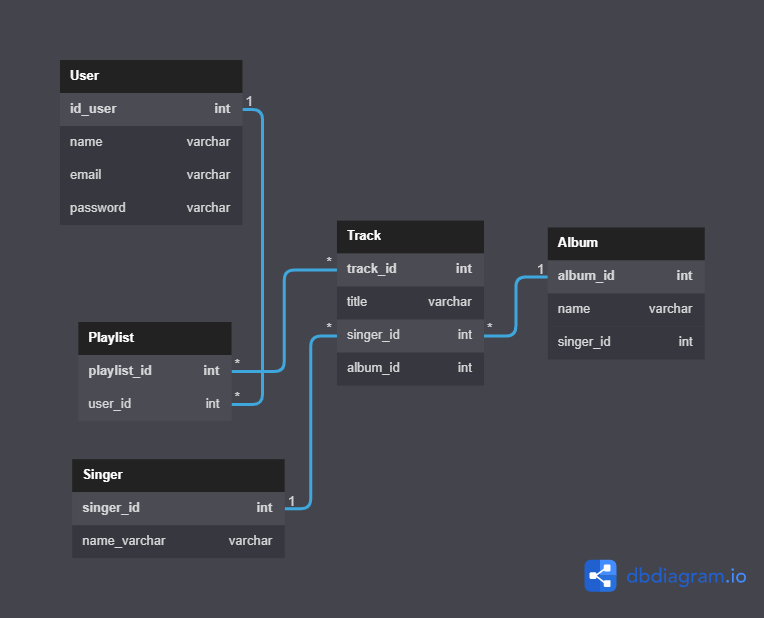 User
id_user int
name varchar
email varchar
password varchar
1
Track
track_id int
title varchar
singer_id int
album_id int
*
*
*
Album
album_id int
name varchar
singer_id int
1
Playlist
playlist_id int
user_id int
*
*
Singer
singer_id int
name_varchar varchar
1
dbdiagram.io